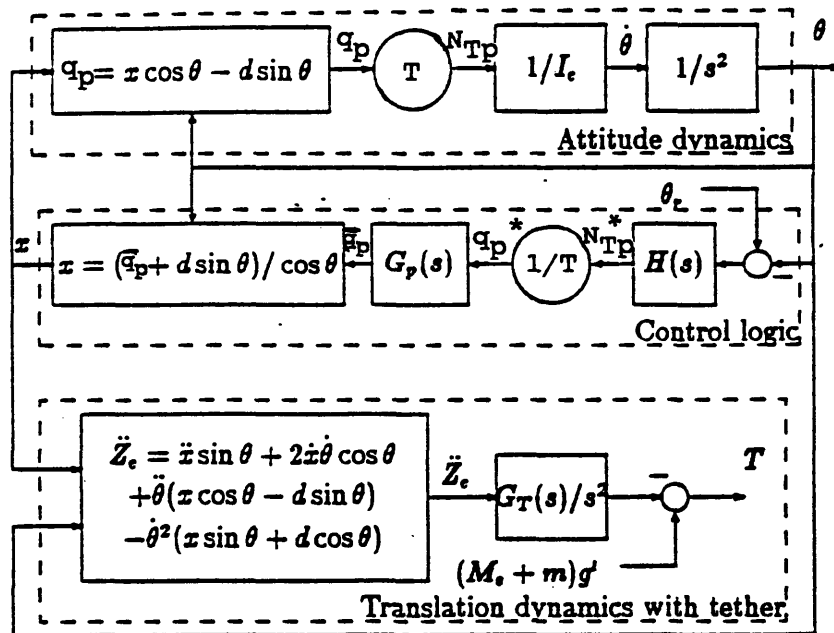 q_p = x cos θ − d sin θ
q_p
T
N_Tp
1/I_e
θ̇
1/s²
θ
Attitude dynamics
θ_r
x
x = (q̅_p + d sin θ)/ cos θ
q̅_p
G_p(s)
q_p*
1/T
N*_Tp
H(s)
−
Control logic
Z̈_e = ẍ sin θ + 2ẋθ̇ cos θ
+θ̈(x cos θ − d sin θ)
−θ̇²(x sin θ + d cos θ)
Z̈_e
G_T(s)/s²
−
T
(M_e + m)g'
Translation dynamics with tether